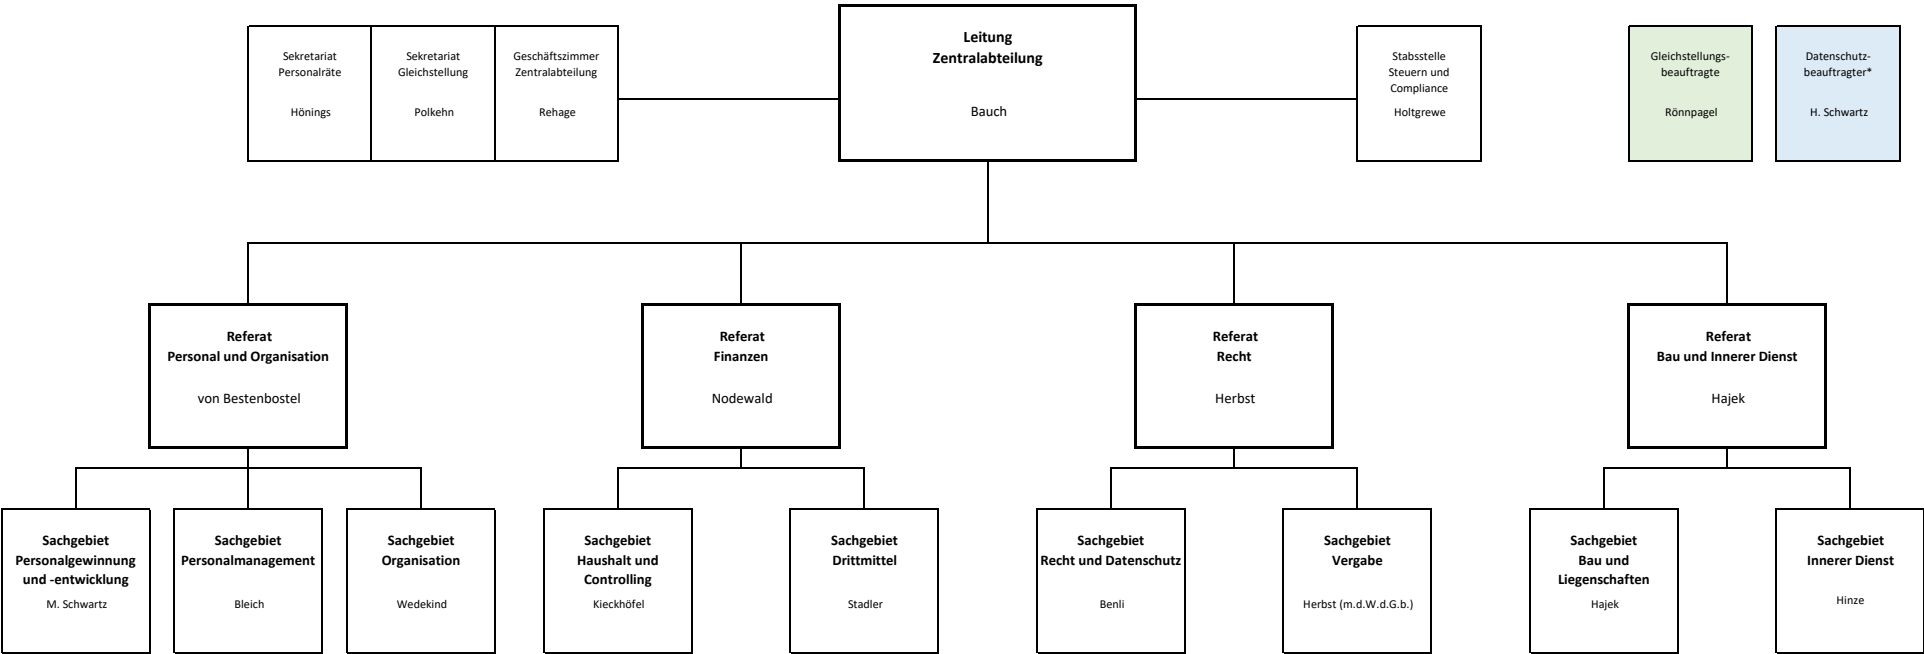 Sekretariat
Personalräte
Hönings
Sekretariat
Gleichstellung
Polkehn
Geschäftszimmer
Zentralabteilung
Rehage
Leitung
Zentralabteilung
Bauch
Stabsstelle
Steuern und
Compliance
Holtgrewe
Gleichstellungs-
beauftragte
Rönnpagel
Datenschutz-
beauftragter*
H. Schwartz
Referat
Personal und Organisation
von Bestenbostel
Referat
Finanzen
Nodewald
Referat
Recht
Herbst
Referat
Bau und Innerer Dienst
Hajek
Sachgebiet
Personalgewinnung
und -entwicklung
M. Schwartz
Sachgebiet
Personalmanagement
Bleich
Sachgebiet
Organisation
Wedekind
Sachgebiet
Haushalt und
Controlling
Kieckhöfel
Sachgebiet
Drittmittel
Stadler
Sachgebiet
Recht und Datenschutz
Benli
Sachgebiet
Vergabe
Herbst (m.d.W.d.G.b.)
Sachgebiet
Bau und
Liegenschaften
Hajek
Sachgebiet
Innerer Dienst
Hinze